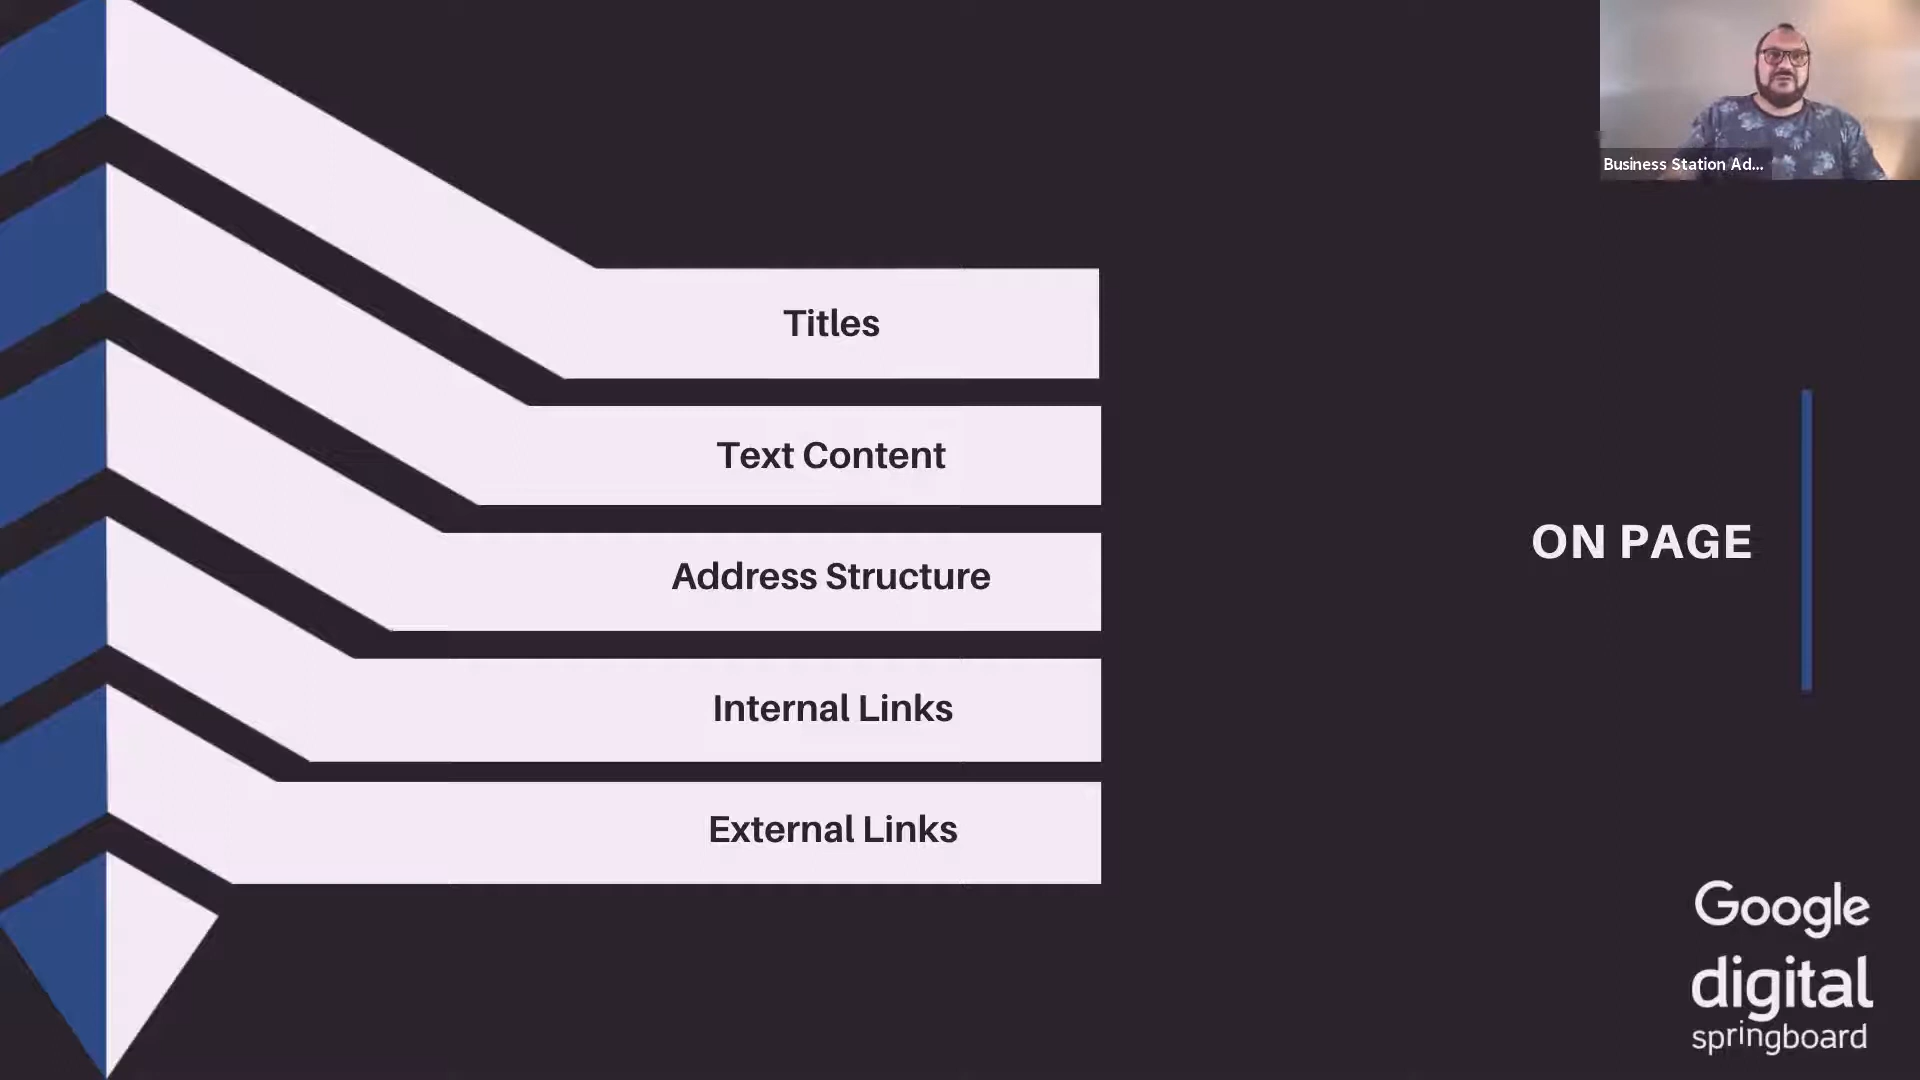 Business Station Ad...
Titles
Text Content
Address Structure
Internal Links
External Links
ON PAGE
Google
digital
springboard